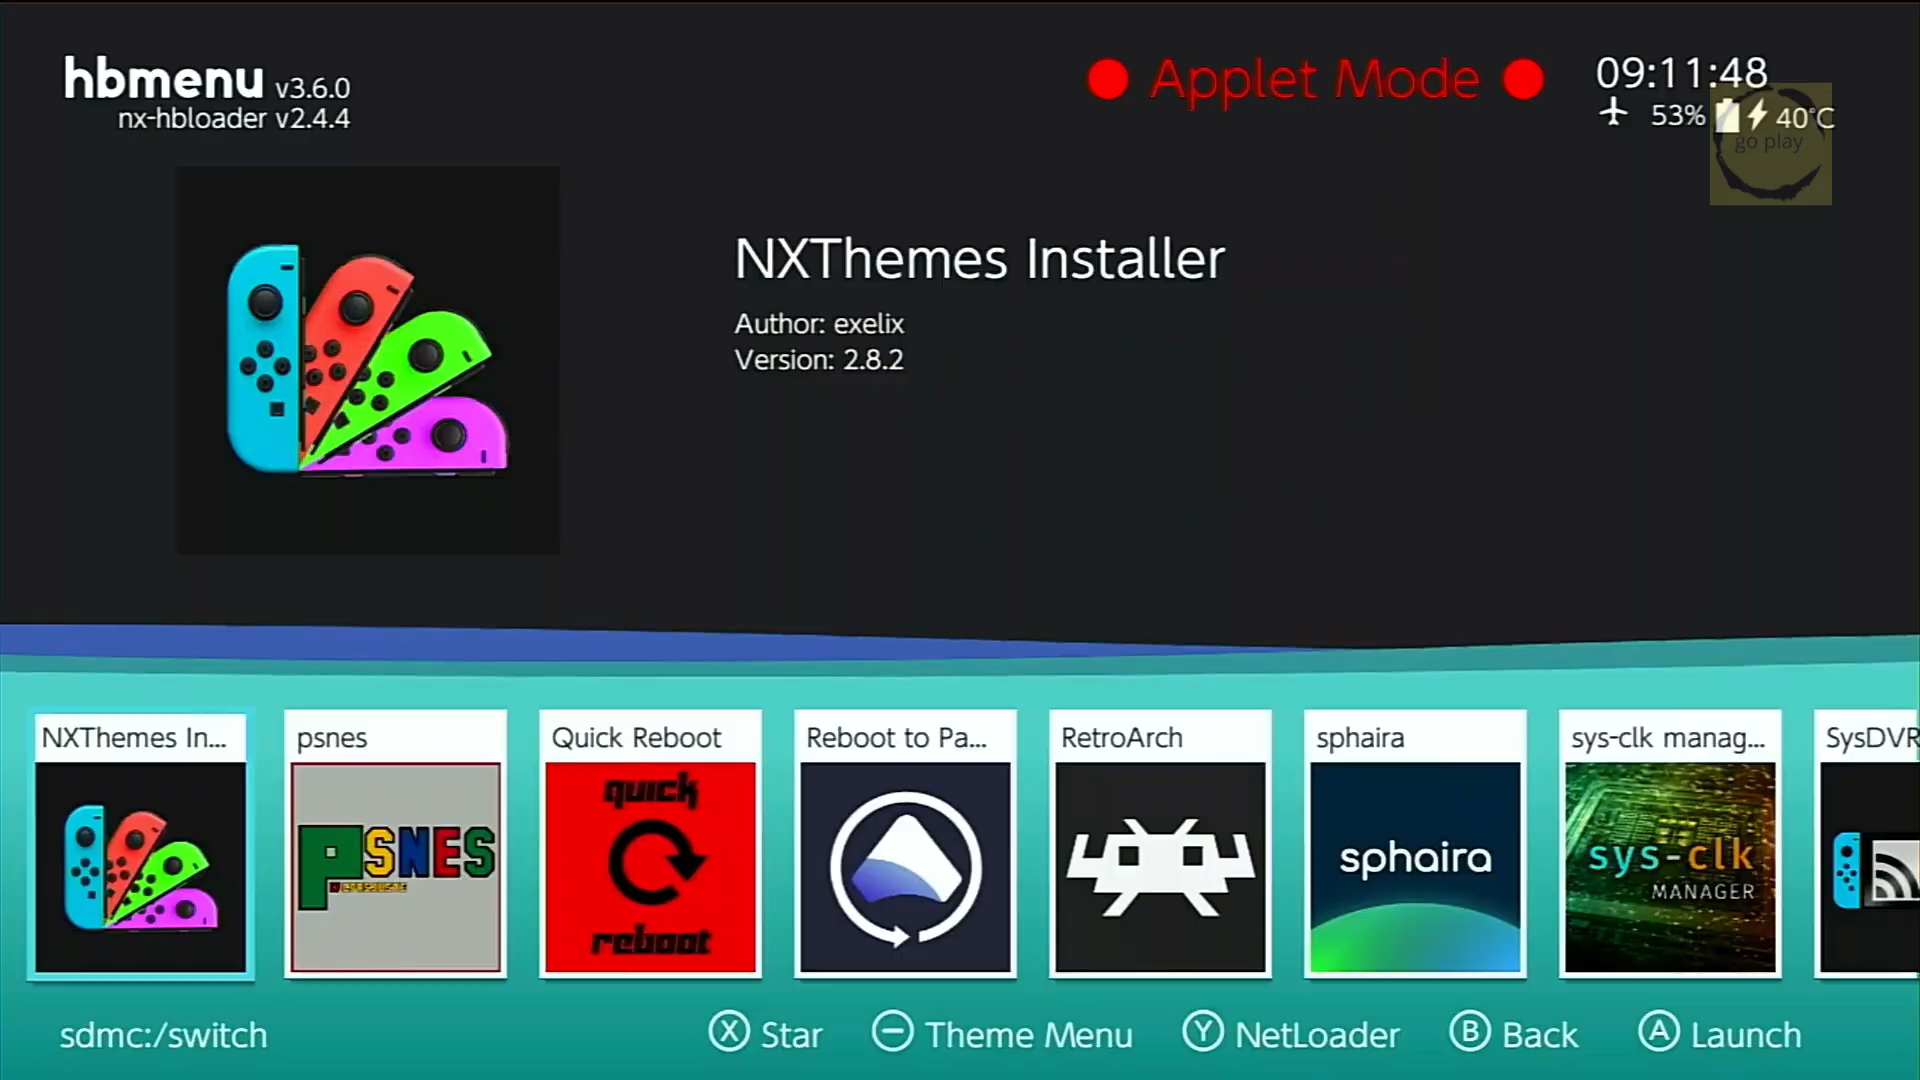 hbmenu v3.6.0
nx-hbloader v2.4.4
Applet Mode
09:11:48
53% 40°C
go play
NXThemes Installer
Author: exelix
Version: 2.8.2
NXThemes In...
psnes
Quick Reboot
Reboot to Pa...
RetroArch
sphaira
sys-clk manag...
SysDVR
PSNES
quick
reboot
sphaira
sys-clk
MANAGER
sdmc:/switch
X Star
Theme Menu
Y NetLoader
B Back
A Launch